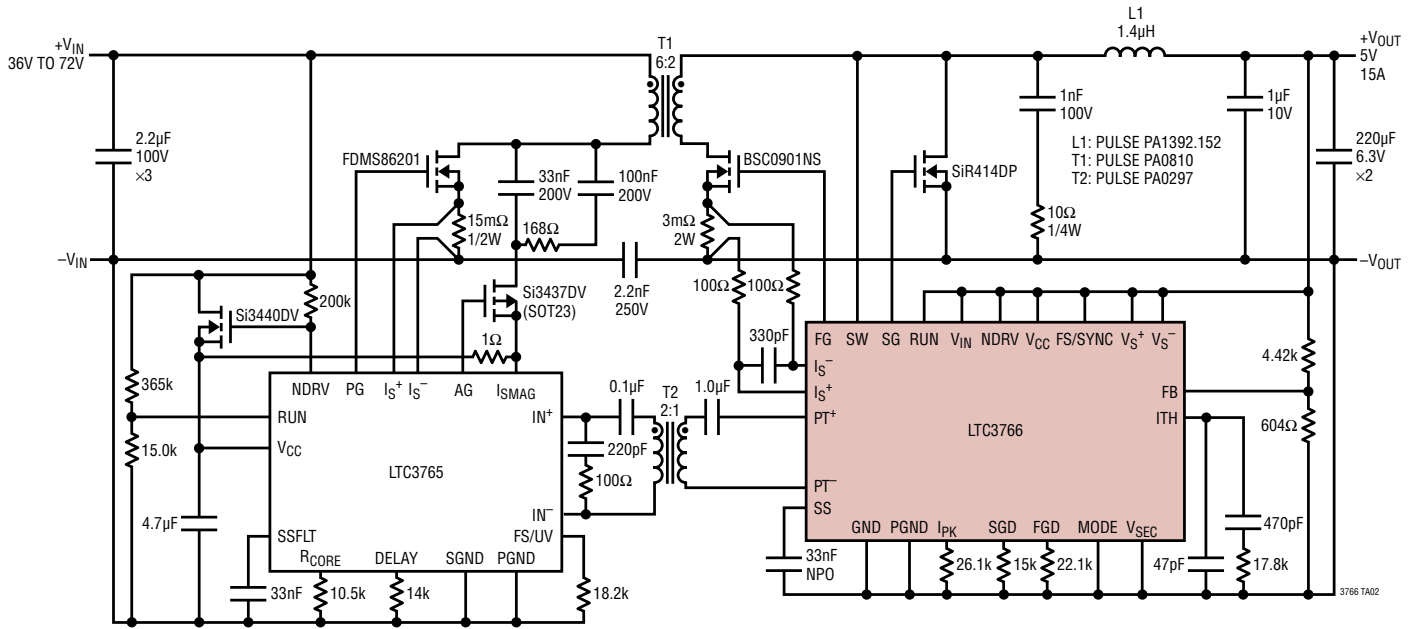 +VIN
36V TO 72V
2.2µF
100V
×3
T1
6:2
L1
1.4µH
+VOUT
5V
15A
FDMS86201
33nF
200V
100nF
200V
BSC0901NS
SiR414DP
1nF
100V
1µF
10V
L1: PULSE PA1392.152
T1: PULSE PA0810
T2: PULSE PA0297
220µF
6.3V
×2
15mΩ
1/2W
168Ω
3mΩ
2W
10Ω
1/4W
–VIN
–VOUT
2.2nF
250V
100Ω
100Ω
Si3440DV
200k
Si3437DV
(SOT23)
1Ω
330pF
365k
15.0k
4.7µF
NDRV
PG
IS+
IS–
AG
ISMAG
RUN
VCC
LTC3765
IN+
IN–
FS/UV
SSFLT
RCORE
DELAY
SGND
PGND
33nF
10.5k
14k
18.2k
0.1µF
T2
2:1
1.0µF
220pF
100Ω
FG
SW
SG
RUN
VIN
NDRV
VCC
FS/SYNC
VS+
VS–
IS–
IS+
PT+
LTC3766
FB
ITH
PT–
SS
GND
PGND
IPK
SGD
FGD
MODE
VSEC
4.42k
604Ω
33nF
NPO
26.1k
15k
22.1k
47pF
470pF
17.8k
3766 TA02